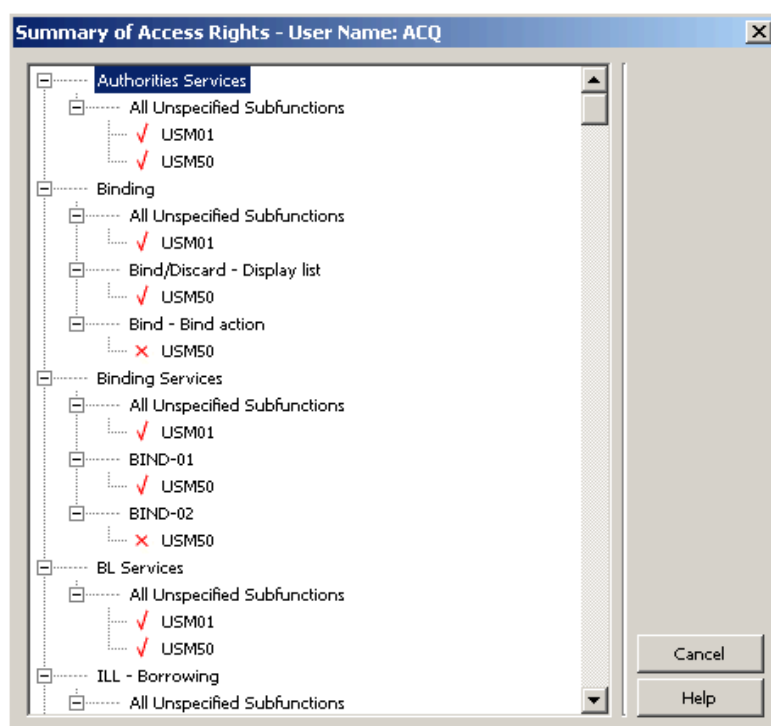 Summary of Access Rights - User Name: ACQ
Authorities Services
All Unspecified Subfunctions
USM01
USM50
Binding
All Unspecified Subfunctions
USM01
Bind/Discard - Display list
USM50
Bind - Bind action
USM50
Binding Services
All Unspecified Subfunctions
USM01
BIND-01
USM50
BIND-02
USM50
BL Services
All Unspecified Subfunctions
USM01
USM50
ILL - Borrowing
All Unspecified Subfunctions
Cancel
Help